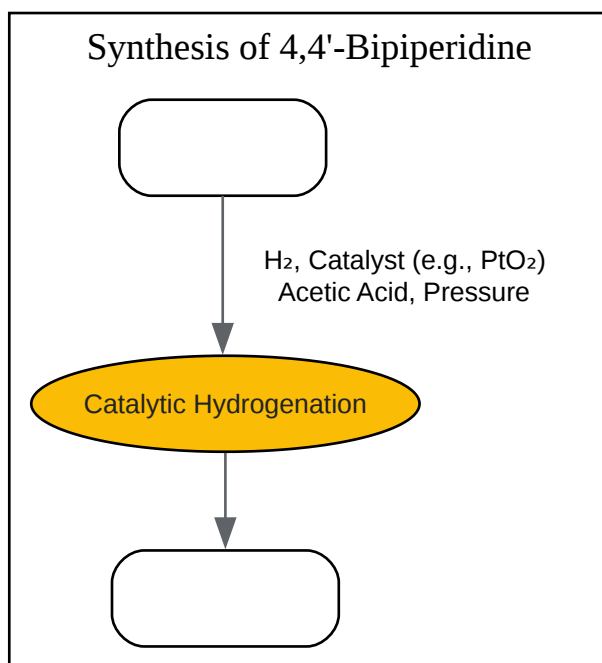 Synthesis of 4,4'-Bipiperidine
H₂, Catalyst (e.g., PtO₂)
Acetic Acid, Pressure
Catalytic Hydrogenation